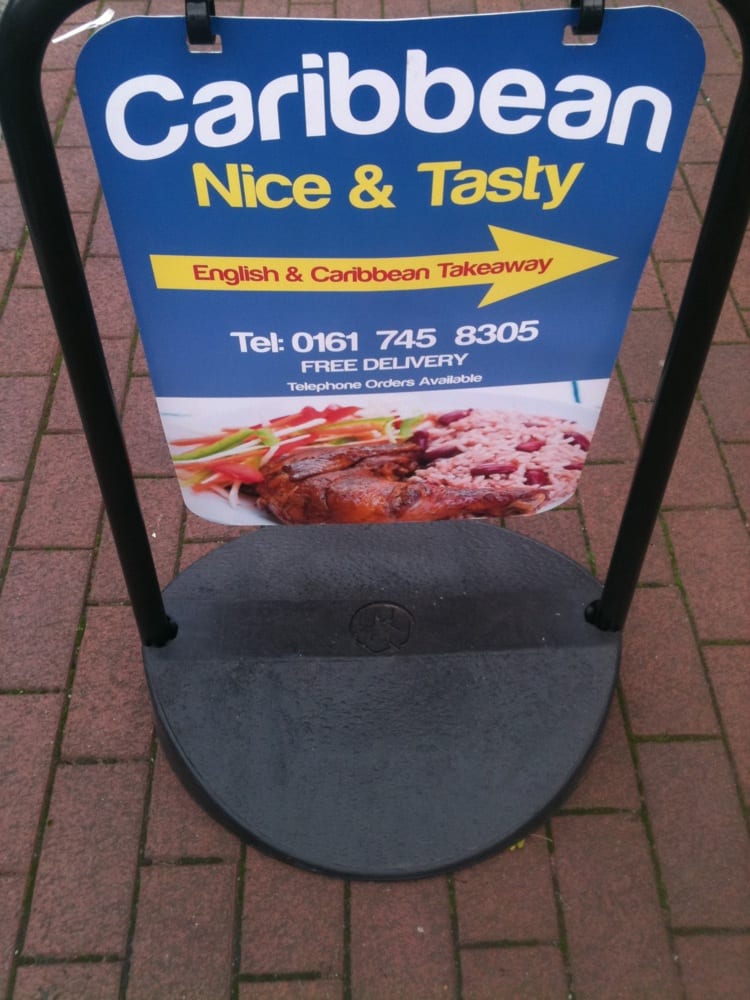 Caribbean
Nice & Tasty
English & Caribbean Takeaway
Tel: 0161 745 8305
FREE DELIVERY
Telephone Orders Available